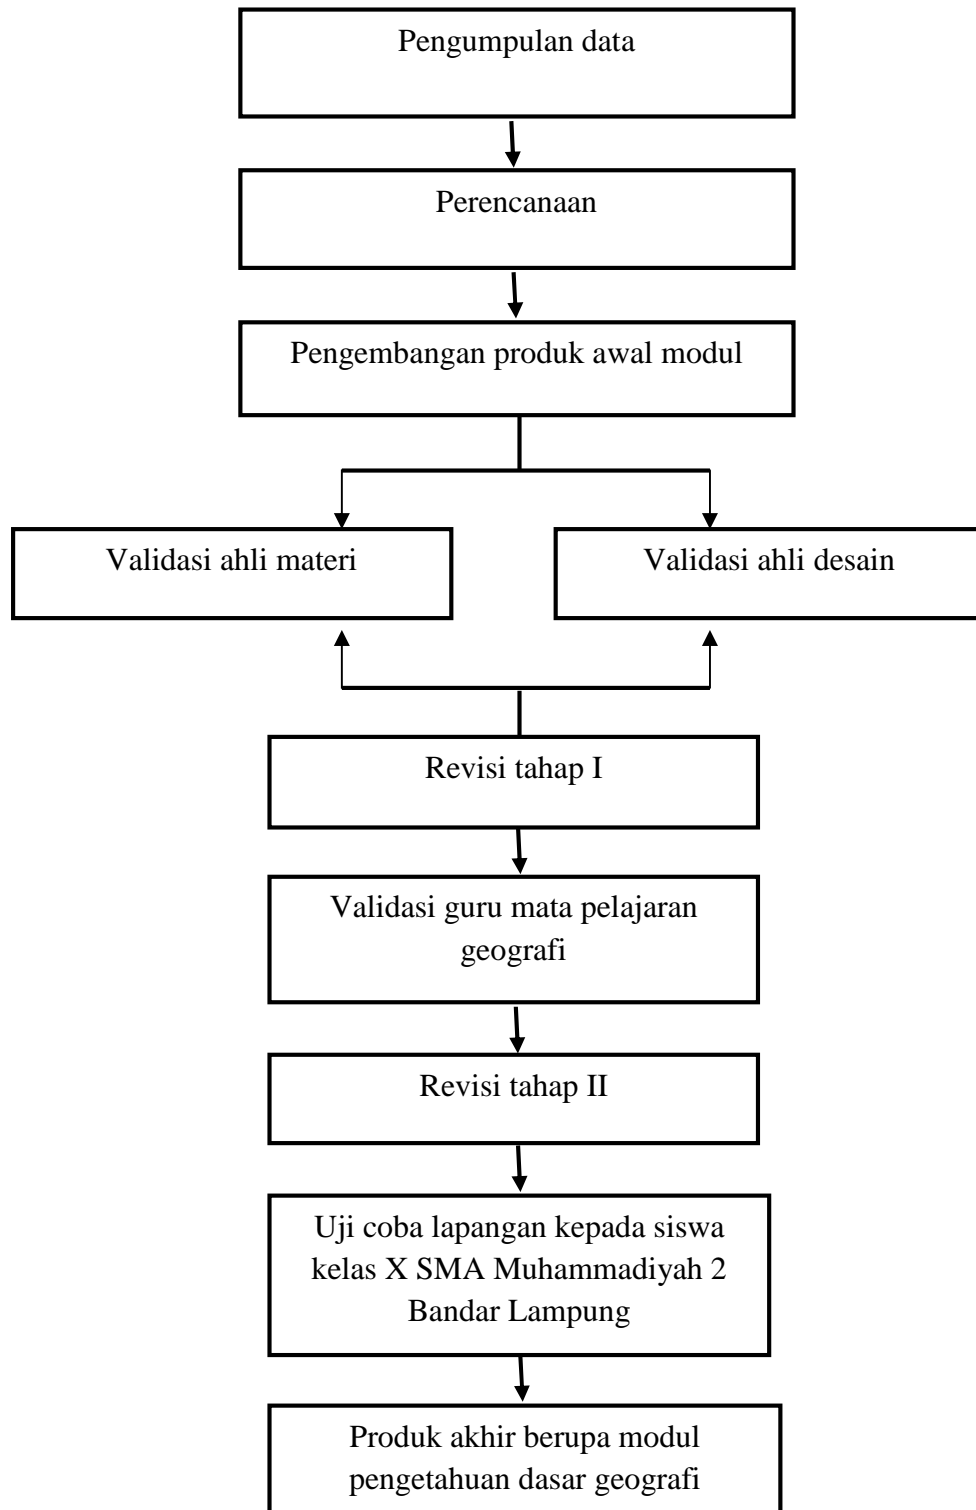 Pengumpulan data
Perencanaan
Pengembangan produk awal modul
Validasi ahli materi
Validasi ahli desain
Revisi tahap I
Validasi guru mata pelajaran
geografi
Revisi tahap II
Uji coba lapangan kepada siswa
kelas X SMA Muhammadiyah 2
Bandar Lampung
Produk akhir berupa modul
pengetahuan dasar geografi